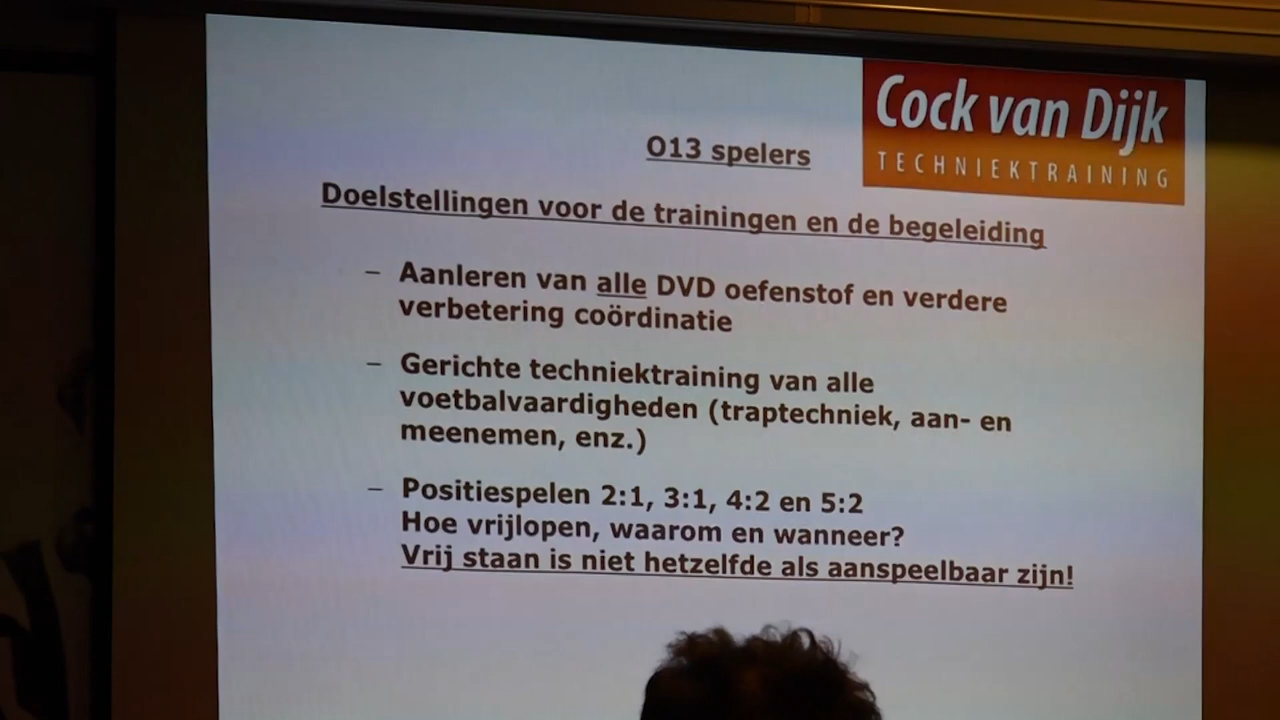 Cock van Dijk
TECHNIEKTRAINING
O13 spelers
Doelstellingen voor de trainingen en de begeleiding
– Aanleren van alle DVD oefenstof en verdere
verbetering coördinatie
– Gerichte techniektraining van alle
voetbalvaardigheden (traptechniek, aan- en
meenemen, enz.)
– Positiespelen 2:1, 3:1, 4:2 en 5:2
Hoe vrijlopen, waarom en wanneer?
Vrij staan is niet hetzelfde als aanspeelbaar zijn!